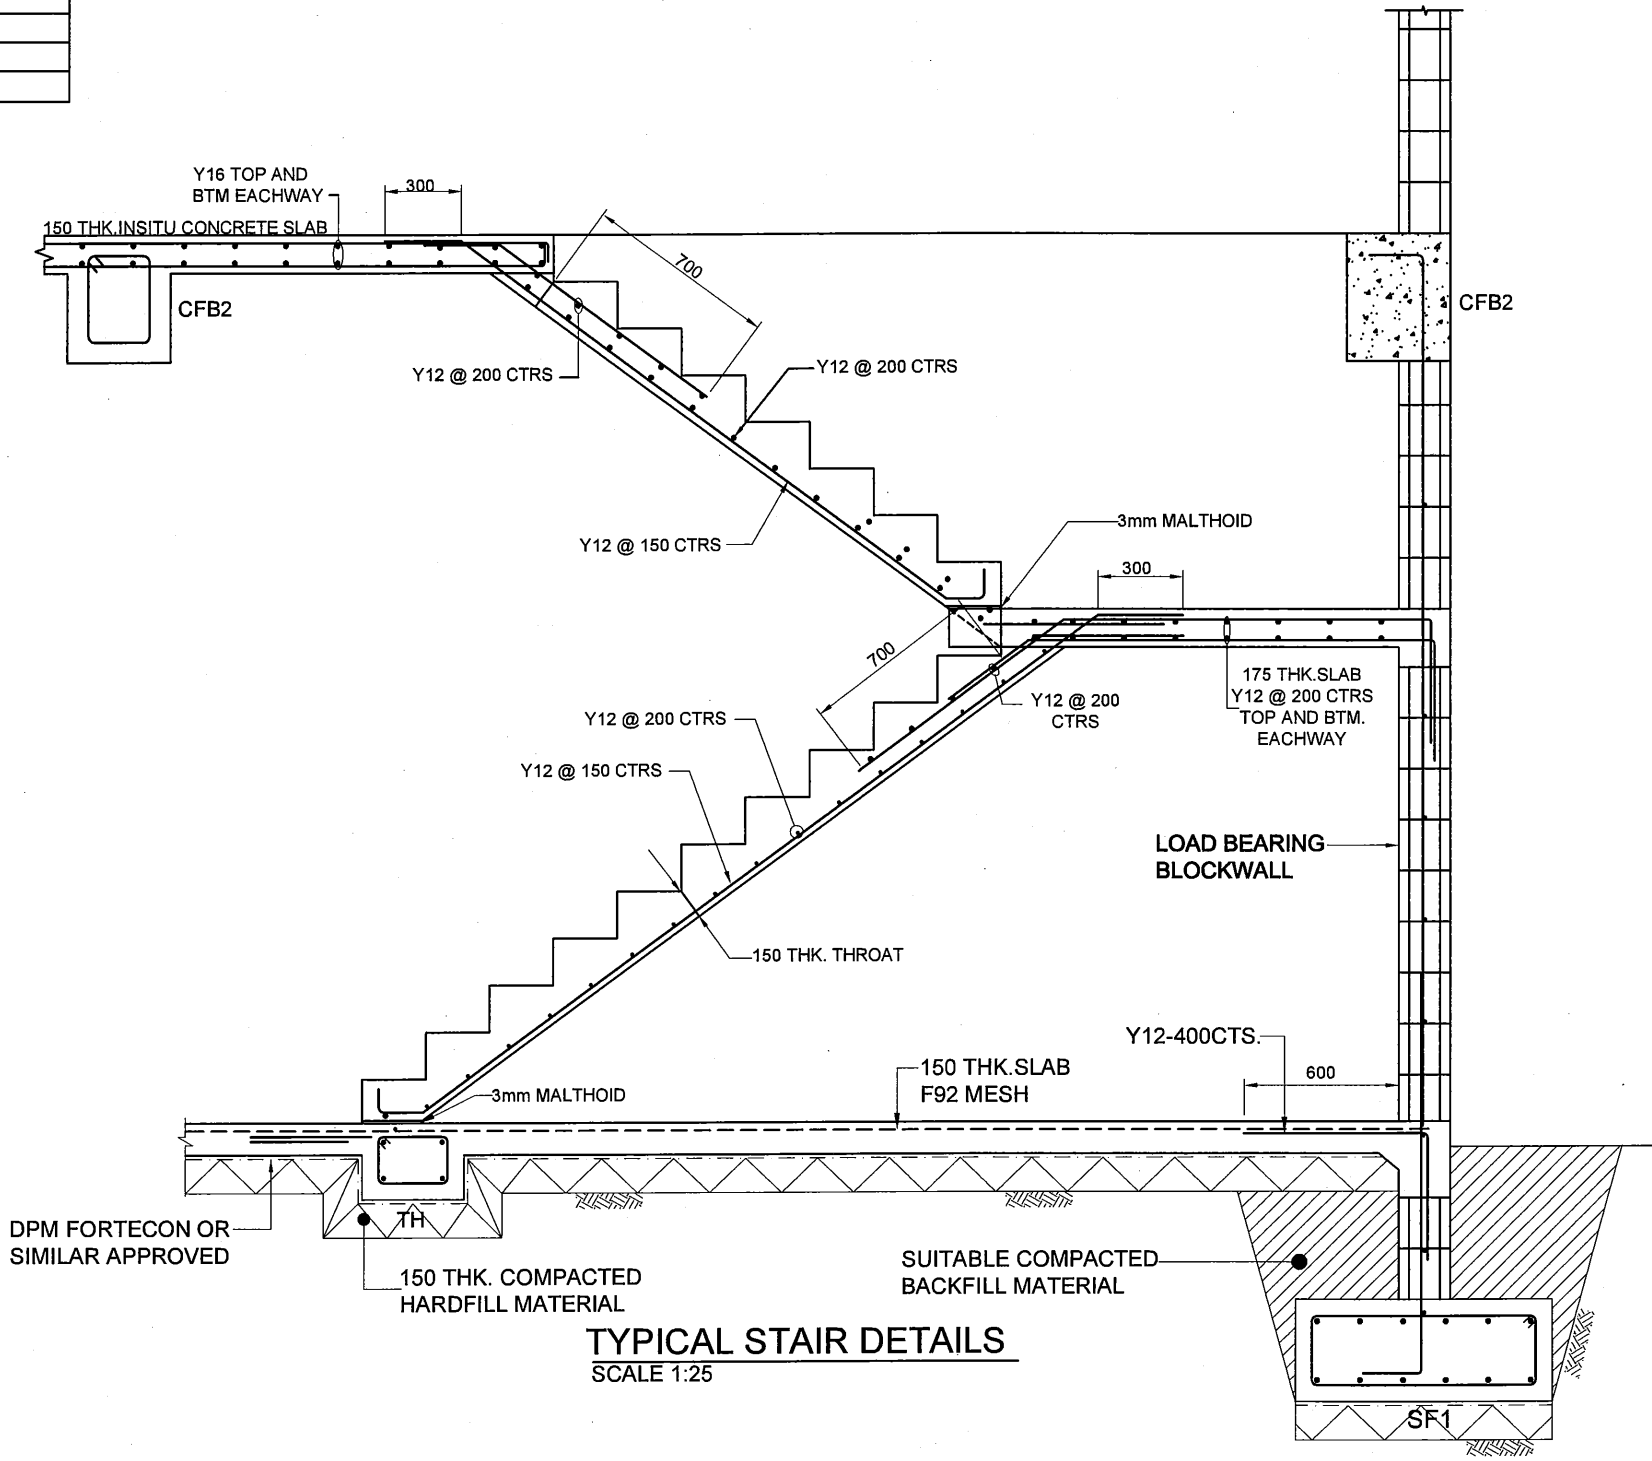 Y16 TOP AND
BTM EACHWAY
300
150 THK.INSITU CONCRETE SLAB
700
CFB2
CFB2
Y12 @ 200 CTRS
Y12 @ 200 CTRS
3mm MALTHOID
Y12 @ 150 CTRS
300
700
175 THK.SLAB
Y12 @ 200 CTRS
TOP AND BTM.
EACHWAY
Y12 @ 200
CTRS
Y12 @ 200 CTRS
Y12 @ 150 CTRS
LOAD BEARING
BLOCKWALL
150 THK. THROAT
Y12-400CTS.
150 THK.SLAB
F92 MESH
600
3mm MALTHOID
DPM FORTECON OR
SIMILAR APPROVED
TH
150 THK. COMPACTED
HARDFILL MATERIAL
SUITABLE COMPACTED
BACKFILL MATERIAL
TYPICAL STAIR DETAILS
SCALE 1:25
SF1